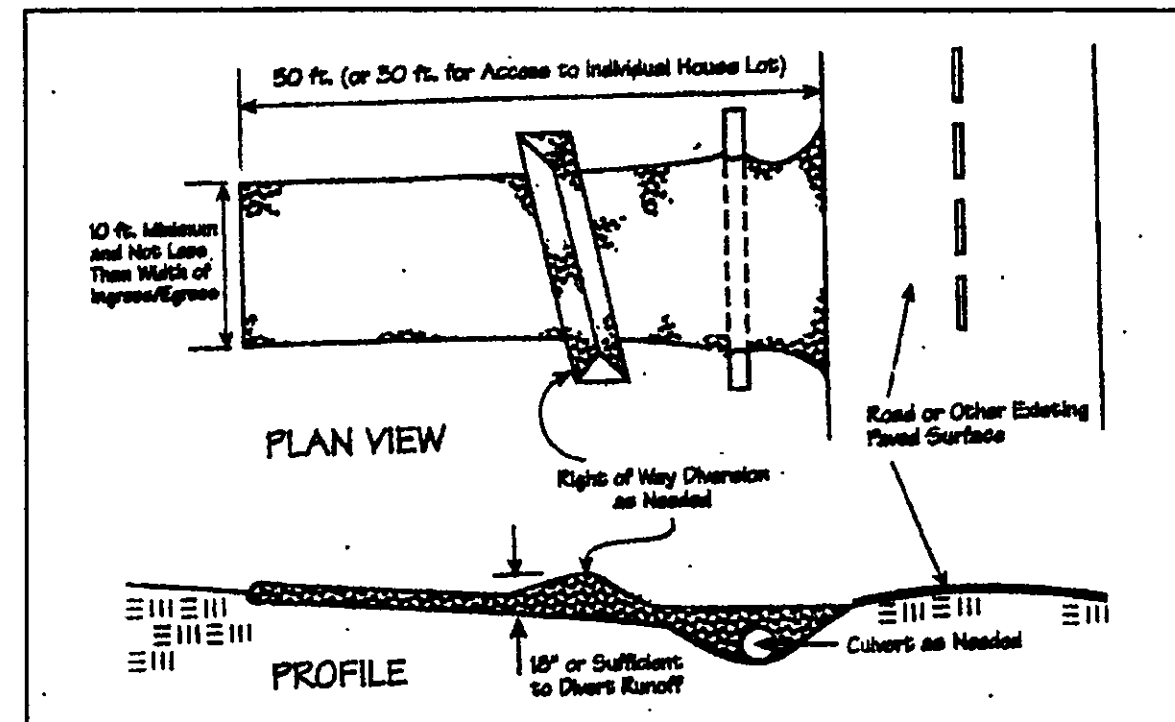 50 ft. (or 30 ft. for Access to Individual House Lot)
10 ft. Minimum
and Not Less
Than Width of
Ingress/Egress
PLAN VIEW
Road or Other Existing
Paved Surface
Right of Way Diversion
as Needed
Culvert as Needed
18" or Sufficient
to Divert Runoff
PROFILE